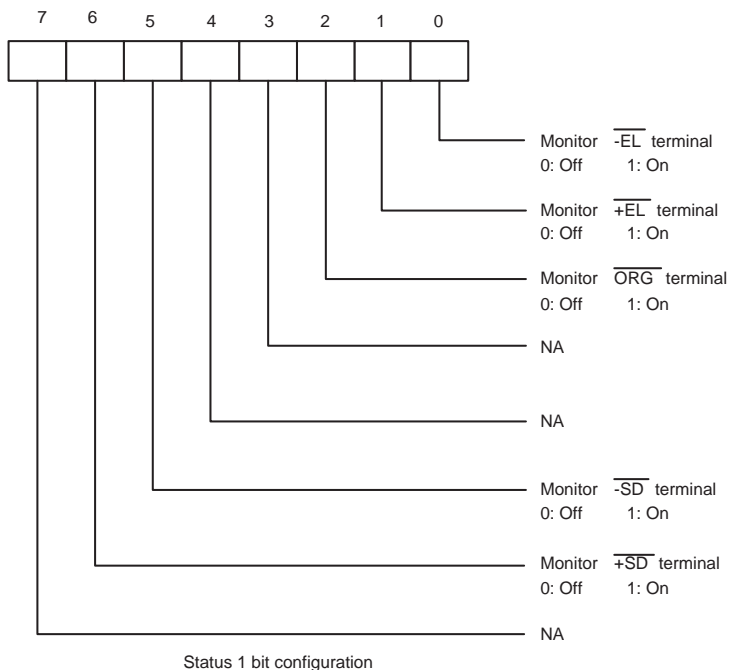 7 6 5 4 3 2 1 0
Monitor -EL terminal
0: Off 1: On
Monitor +EL terminal
0: Off 1: On
Monitor ORG terminal
0: Off 1: On
NA
NA
Monitor -SD terminal
0: Off 1: On
Monitor +SD terminal
0: Off 1: On
NA
Status 1 bit configuration